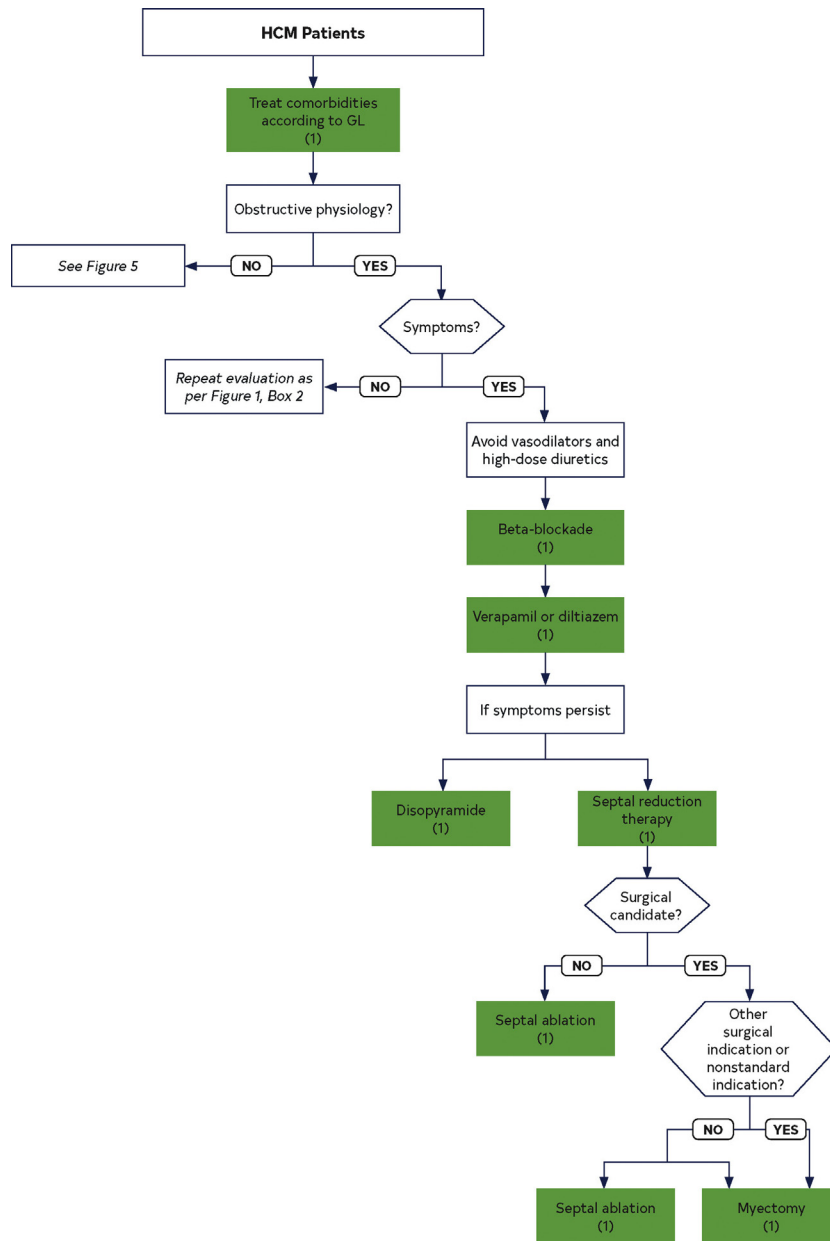 HCM Patients
Treat comorbidities
according to GL
(1)
Obstructive physiology?
See Figure 5
NO
YES
Symptoms?
Repeat evaluation as
per Figure 1, Box 2
NO
YES
Avoid vasodilators and
high-dose diuretics
Beta-blockade
(1)
Verapamil or diltiazem
(1)
If symptoms persist
Disopyramide
(1)
Septal reduction
therapy
(1)
Surgical
candidate?
NO
YES
Septal ablation
(1)
Other
surgical
indication or
nonstandard
indication?
NO
YES
Septal ablation
(1)
Myectomy
(1)